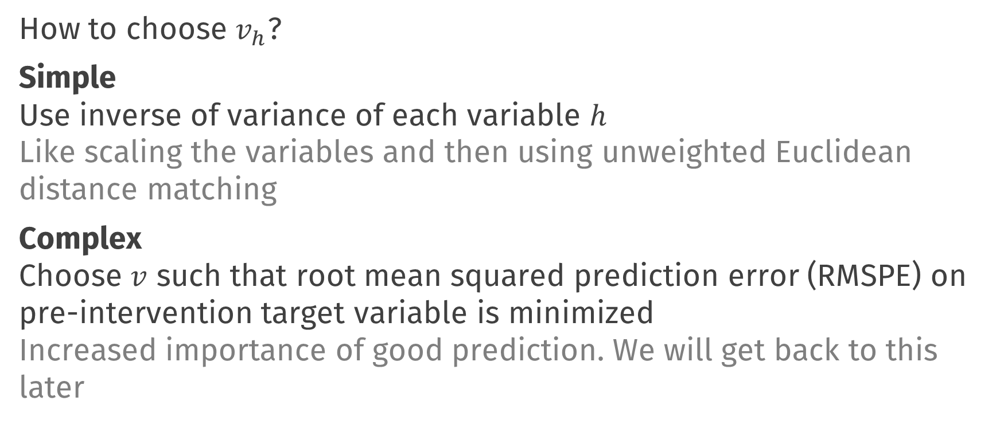 How to choose v_h?
Simple
Use inverse of variance of each variable h
Like scaling the variables and then using unweighted Euclidean
distance matching
Complex
Choose v such that root mean squared prediction error (RMSPE) on
pre-intervention target variable is minimized
Increased importance of good prediction. We will get back to this
later